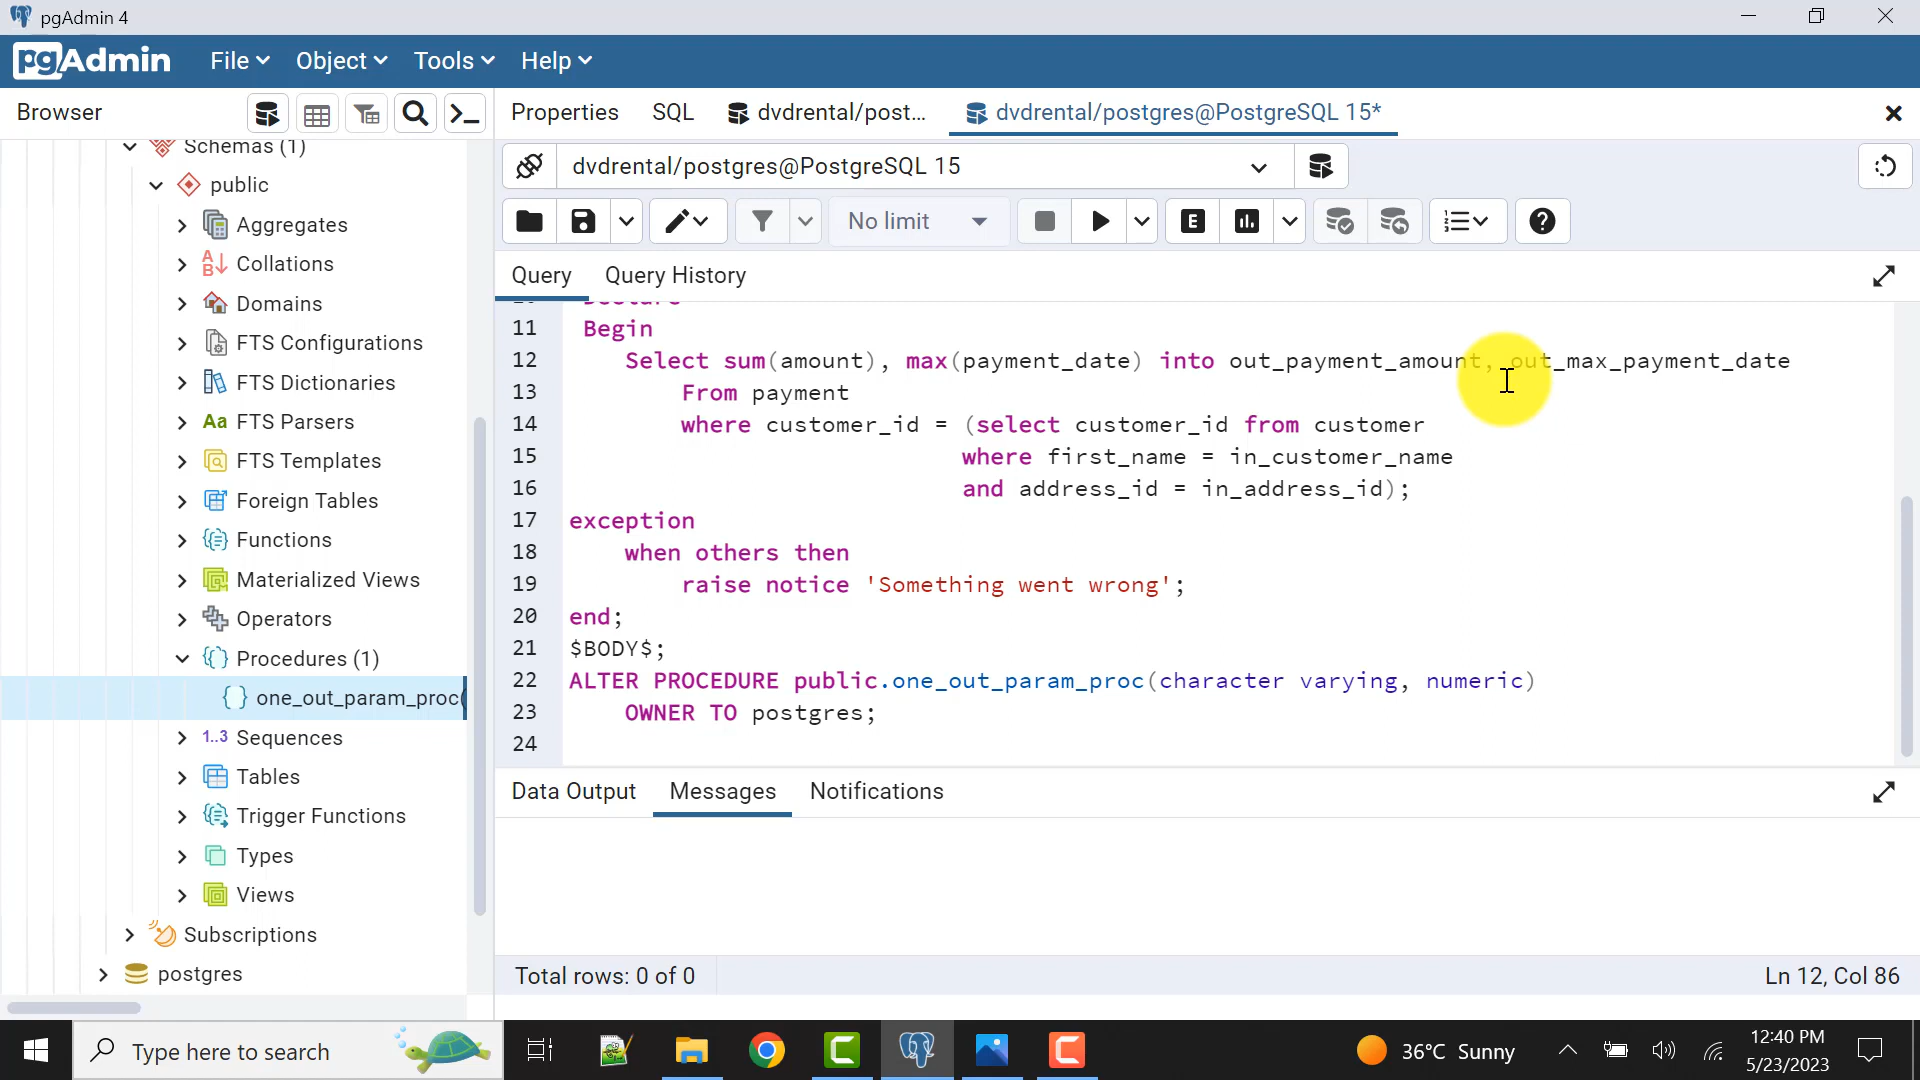 pgAdmin 4
pgAdmin File Object Tools Help
Browser
Properties SQL dvdrental/post... dvdrental/postgres@PostgreSQL 15*
dvdrental/postgres@PostgreSQL 15
No limit
E
Query Query History
Schemas (1)
public
Aggregates
Collations
Domains
FTS Configurations
FTS Dictionaries
Aa FTS Parsers
FTS Templates
Foreign Tables
Functions
Materialized Views
Operators
Procedures (1)
one_out_param_proc(
1..3 Sequences
Tables
Trigger Functions
Types
Views
Subscriptions
postgres
11 Begin
12 Select sum(amount), max(payment_date) into out_payment_amount, out_max_payment_date
13 From payment
14 where customer_id = (select customer_id from customer
15 where first_name = in_customer_name
16 and address_id = in_address_id);
17 exception
18 when others then
19 raise notice 'Something went wrong';
20 end;
21 $BODY$;
22 ALTER PROCEDURE public.one_out_param_proc(character varying, numeric)
23 OWNER TO postgres;
24
Data Output Messages Notifications
Total rows: 0 of 0
Ln 12, Col 86
Type here to search
36°C Sunny
12:40 PM
5/23/2023